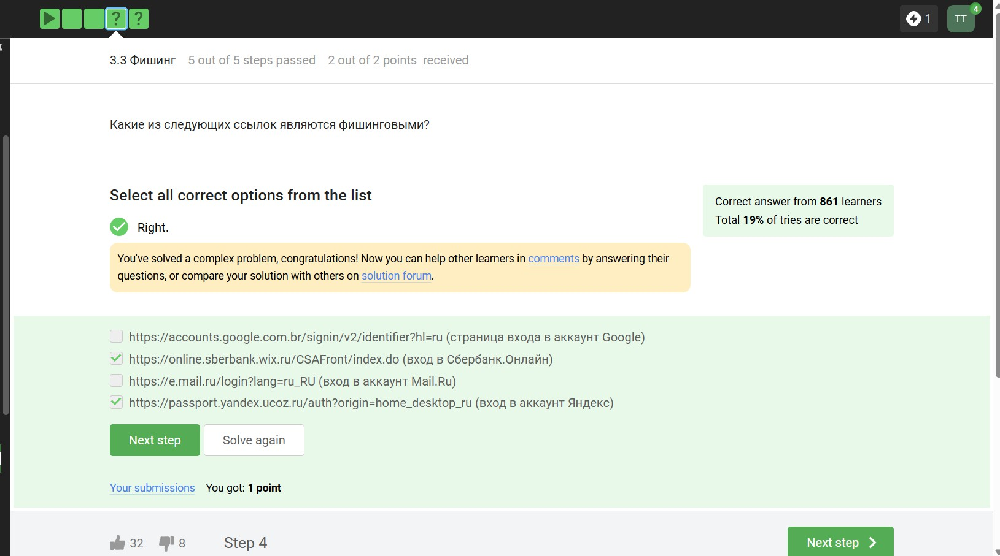 ? ?
1
TT
4
3.3 Фишинг 5 out of 5 steps passed 2 out of 2 points received
Какие из следующих ссылок являются фишинговыми?
Select all correct options from the list
Correct answer from 861 learners
Total 19% of tries are correct
Right.
You've solved a complex problem, congratulations! Now you can help other learners in comments by answering their
questions, or compare your solution with others on solution forum.
https://accounts.google.com.br/signin/v2/identifier?hl=ru (страница входа в аккаунт Google)
https://online.sberbank.wix.ru/CSAFront/index.do (вход в Сбербанк.Онлайн)
https://e.mail.ru/login?lang=ru_RU (вход в аккаунт Mail.Ru)
https://passport.yandex.ucoz.ru/auth?origin=home_desktop_ru (вход в аккаунт Яндекс)
Next step Solve again
Your submissions You got: 1 point
32 8 Step 4 Next step